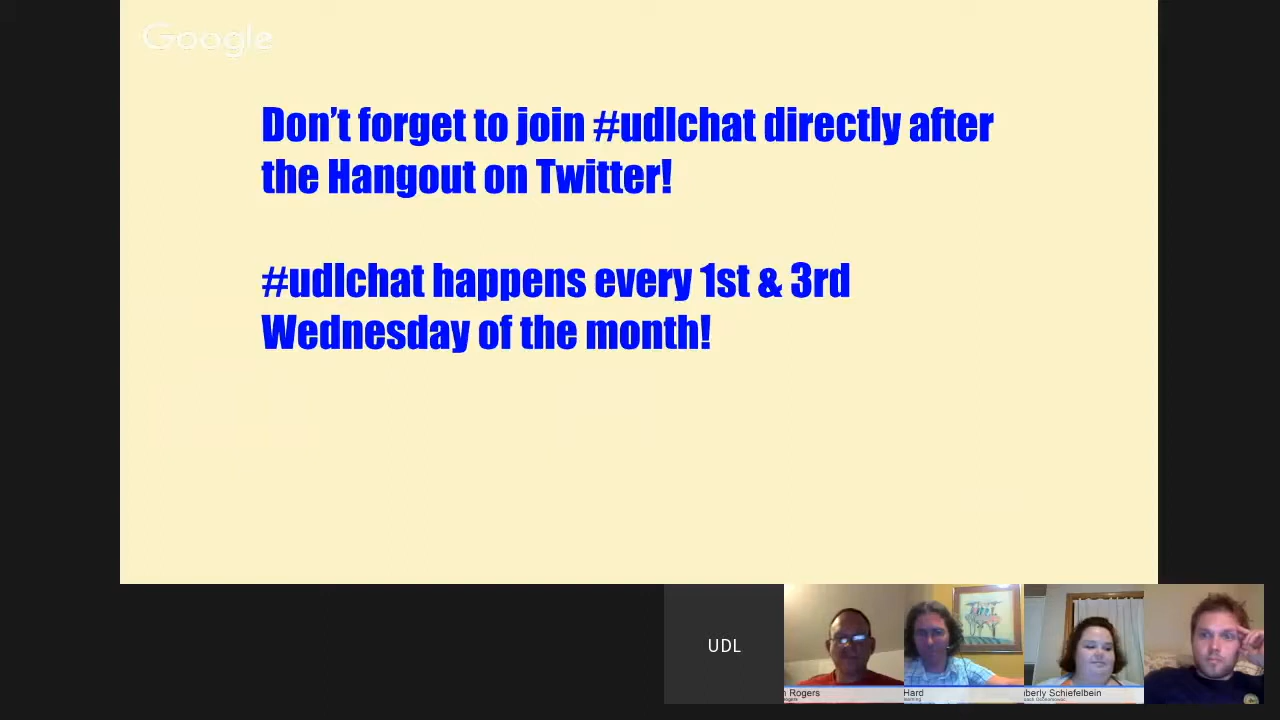 Google
Don't forget to join #udlchat directly after
the Hangout on Twitter!
#udlchat happens every 1st & 3rd
Wednesday of the month!
UDL
Rogers
Hard
berly Schiefelbein